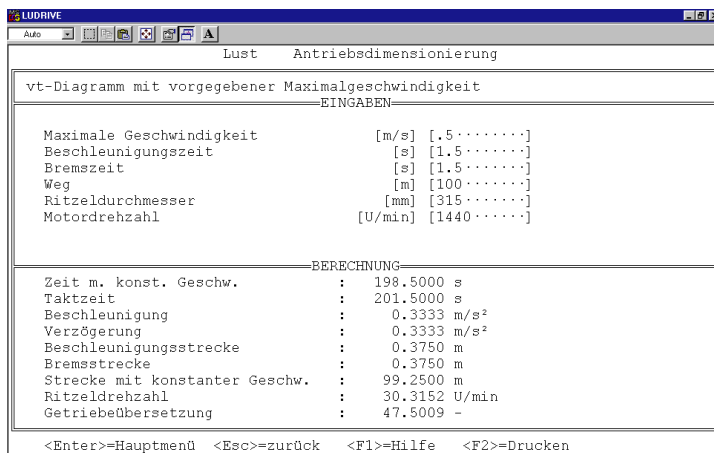 LUDRIVE
Auto A
Lust Antriebsdimensionierung
vt-Diagramm mit vorgegebener Maximalgeschwindigkeit
EINGABEN
Maximale Geschwindigkeit [m/s] [.5········]
Beschleunigungszeit [s] [1.5·······]
Bremszeit [s] [1.5·······]
Weg [m] [100·······]
Ritzeldurchmesser [mm] [315·······]
Motordrehzahl [U/min] [1440······]
BERECHNUNG
Zeit m. konst. Geschw. : 198.5000 s
Taktzeit : 201.5000 s
Beschleunigung : 0.3333 m/s²
Verzögerung : 0.3333 m/s²
Beschleunigungsstrecke : 0.3750 m
Bremsstrecke : 0.3750 m
Strecke mit konstanter Geschw. : 99.2500 m
Ritzeldrehzahl : 30.3152 U/min
Getriebeübersetzung : 47.5009 -
<Enter>=Hauptmenü <Esc>=zurück <F1>=Hilfe <F2>=Drucken